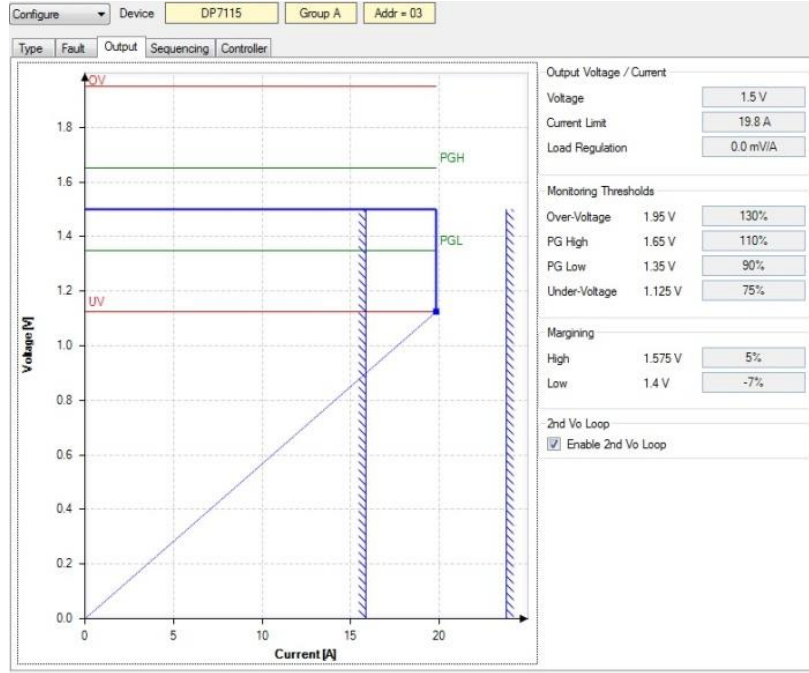 Configure Device DP7115 Group A Addr = 03
Type Fault Output Sequencing Controller
Output Voltage / Current
Voltage 1.5 V
Current Limit 19.8 A
Load Regulation 0.0 mV/A
Monitoring Thresholds
Over-Voltage 1.95 V 130%
PG High 1.65 V 110%
PG Low 1.35 V 90%
Under-Voltage 1.125 V 75%
Margining
High 1.575 V 5%
Low 1.4 V -7%
2nd Vo Loop
Enable 2nd Vo Loop
OV
PGH
PGL
UV
Voltage [V]
1.8
1.6
1.4
1.2
1.0
0.8
0.6
0.4
0.2
0.0
0 5 10 15 20
Current [A]